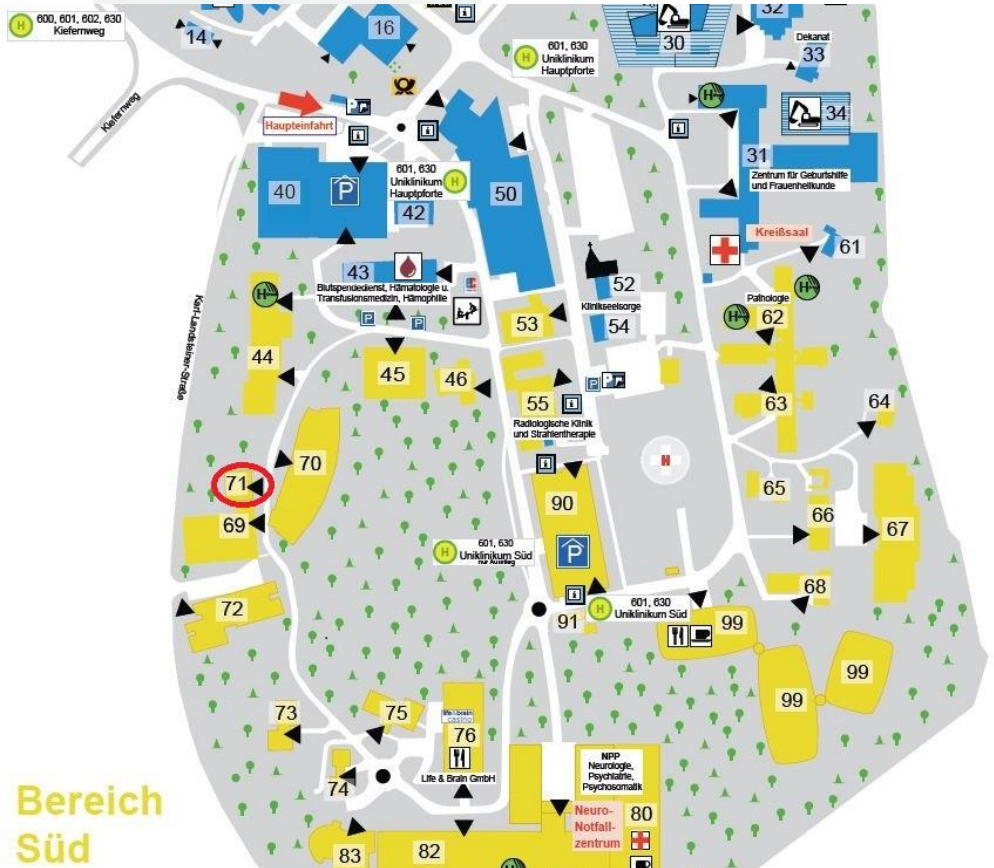 H 600, 601, 602, 630
Kiefernweg
14
16
601, 630
H Uniklinikum
Hauptpforte
30
32
Dekanat
33
34
Kiefernweg
Haupteinfahrt
601, 630
Uniklinikum H
Hauptpforte
40
P
42
50
31
Zentrum für Geburtshilfe
und Frauenheilkunde
Kreißsaal
61
43
Blutspendedienst, Hämatologie u.
Transfusionsmedizin, Hämophilie
P
P
52
Klinikseelsorge
54
53
H
H
H
H
Pathologie
62
Karl-Landsteiner-Straße
44
45
46
55
P
Radiologische Klinik
und Strahlentherapie
63
64
H
70
71
69
90
P
65
66
67
601, 630
H Uniklinikum Süd
nur Ausstieg
72
68
601, 630
H Uniklinikum Süd
91
99
99
99
73
75
life&brain
casino
76
Life & Brain GmbH
74
NPP
Neurologie,
Psychiatrie,
Psychosomatik
Neuro-
Notfall-
zentrum
80
Bereich
Süd
83
82